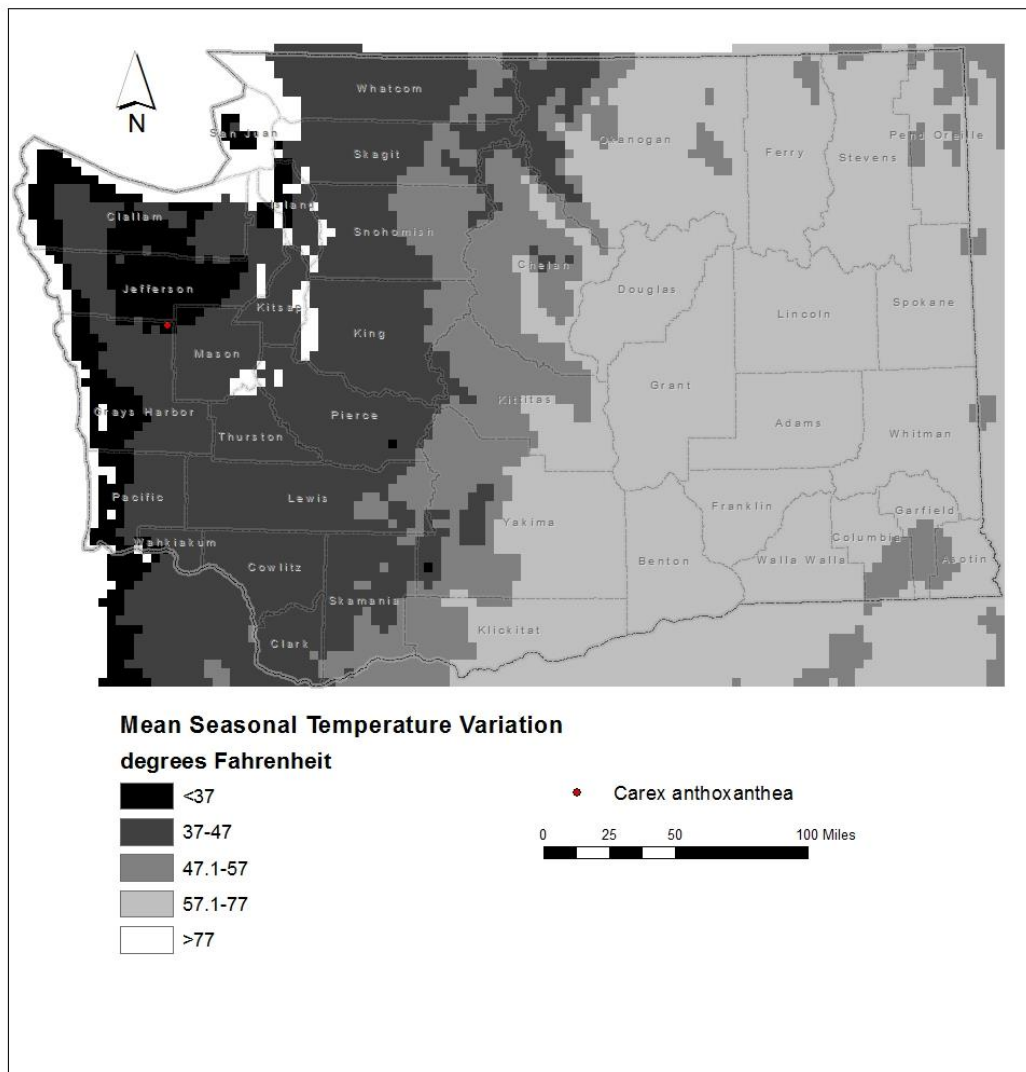 N
Whatcom
San Juan
Skagit
Okanogan
Ferry
Stevens
Pend Oreille
Island
Clallam
Snohomish
Chelan
Jefferson
Kitsap
Douglas
Lincoln
Spokane
King
Mason
Grant
Grays Harbor
Kittitas
Pierce
Adams
Whitman
Thurston
Pacific
Lewis
Yakima
Franklin
Garfield
Wahkiakum
Columbia
Asotin
Cowlitz
Benton
Walla Walla
Skamania
Klickitat
Clark
Mean Seasonal Temperature Variation
degrees Fahrenheit
<37
37-47
47.1-57
57.1-77
>77
Carex anthoxanthea
0 25 50 100 Miles